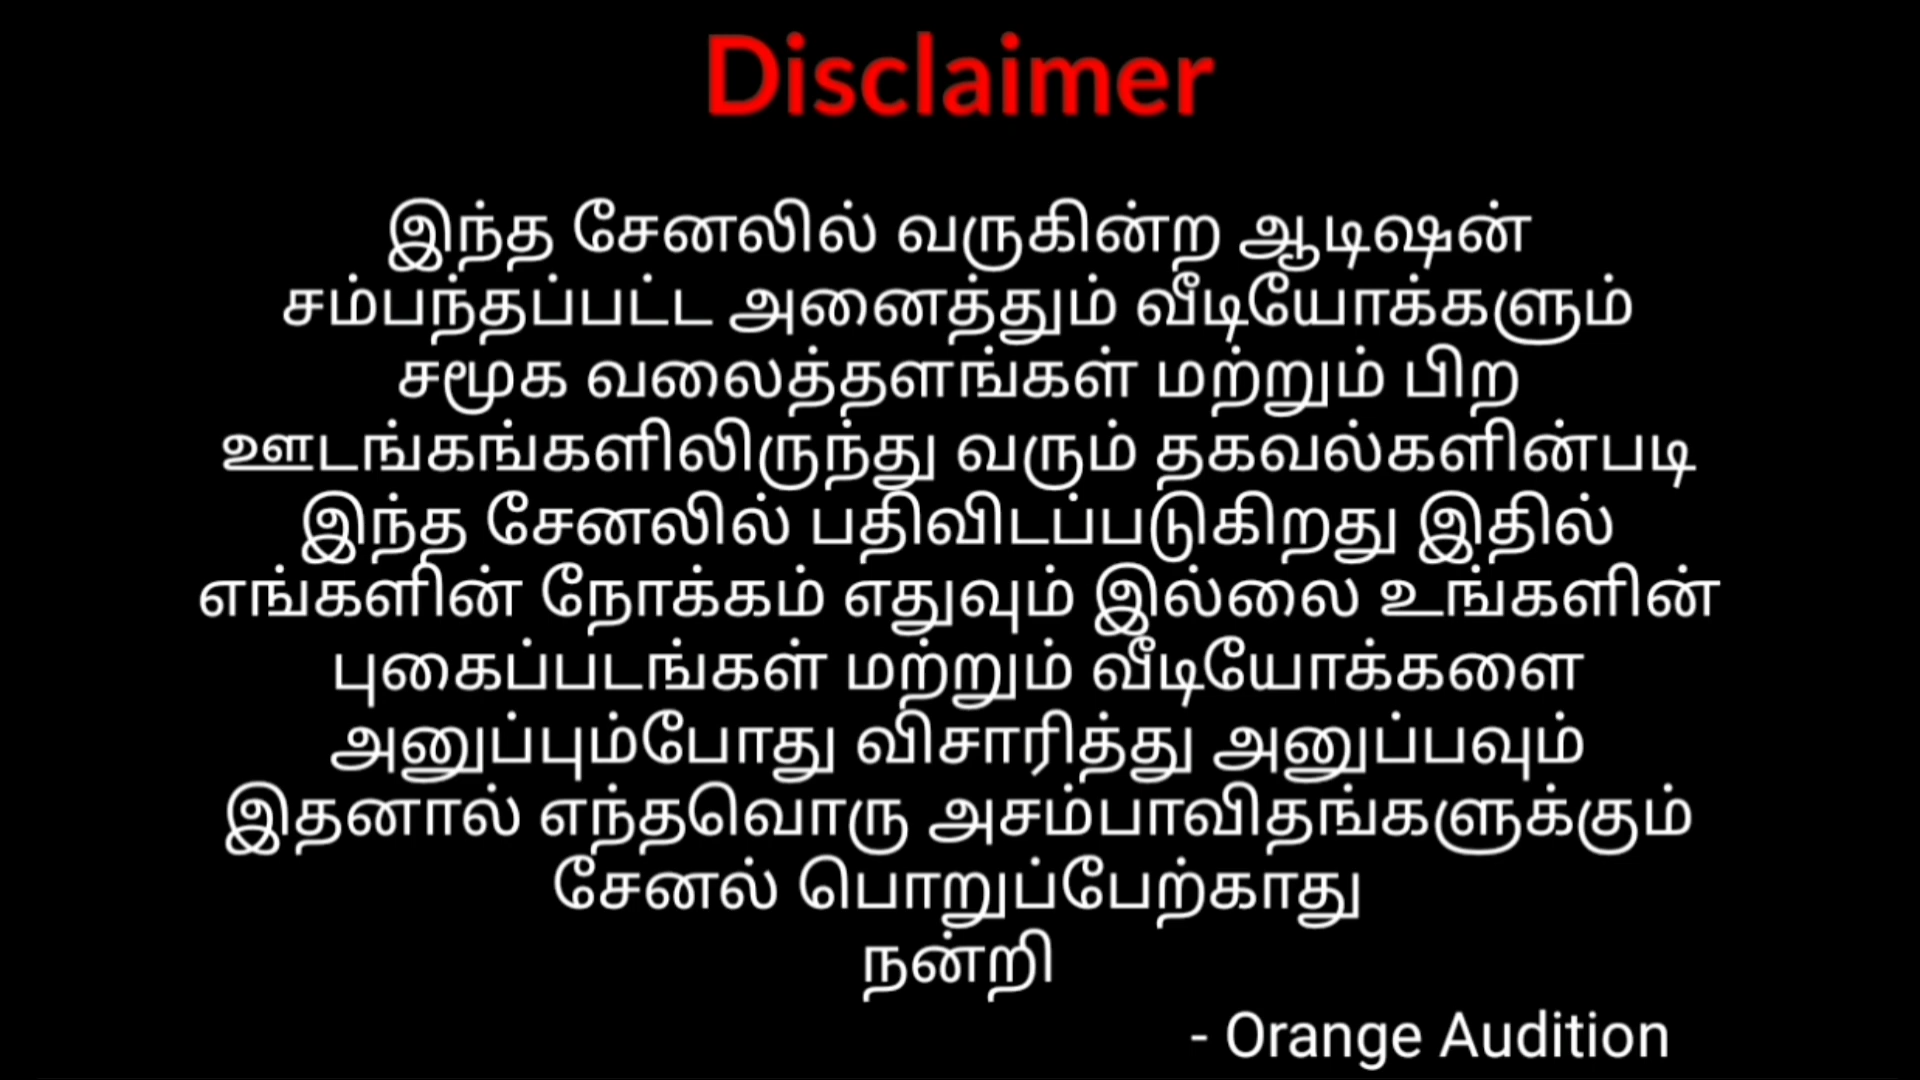 Disclaimer
இந்த சேனலில் வருகின்ற ஆடிஷன்
சம்பந்தப்பட்ட அனைத்தும் வீடியோக்களும்
சமூக வலைத்தளங்கள் மற்றும் பிற
ஊடங்கங்களிலிருந்து வரும் தகவல்களின்படி
இந்த சேனலில் பதிவிடப்படுகிறது இதில்
எங்களின் நோக்கம் எதுவும் இல்லை உங்களின்
புகைப்படங்கள் மற்றும் வீடியோக்களை
அனுப்பும்போது விசாரித்து அனுப்பவும்
இதனால் எந்தவொரு அசம்பாவிதங்களுக்கும்
சேனல் பொறுப்பேற்காது
நன்றி
- Orange Audition